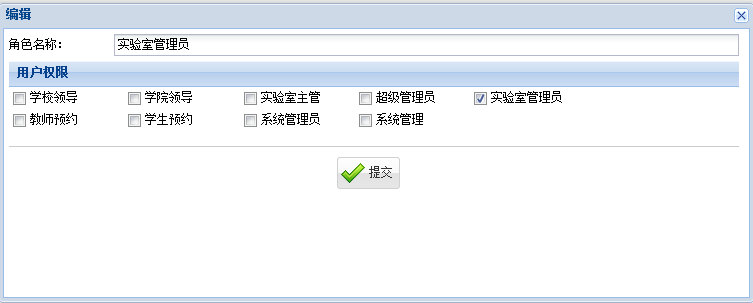 编辑
角色名称： 实验室管理员
用户权限
学校领导 学院领导 实验室主管 超级管理员 实验室管理员
教师预约 学生预约 系统管理员 系统管理
提交